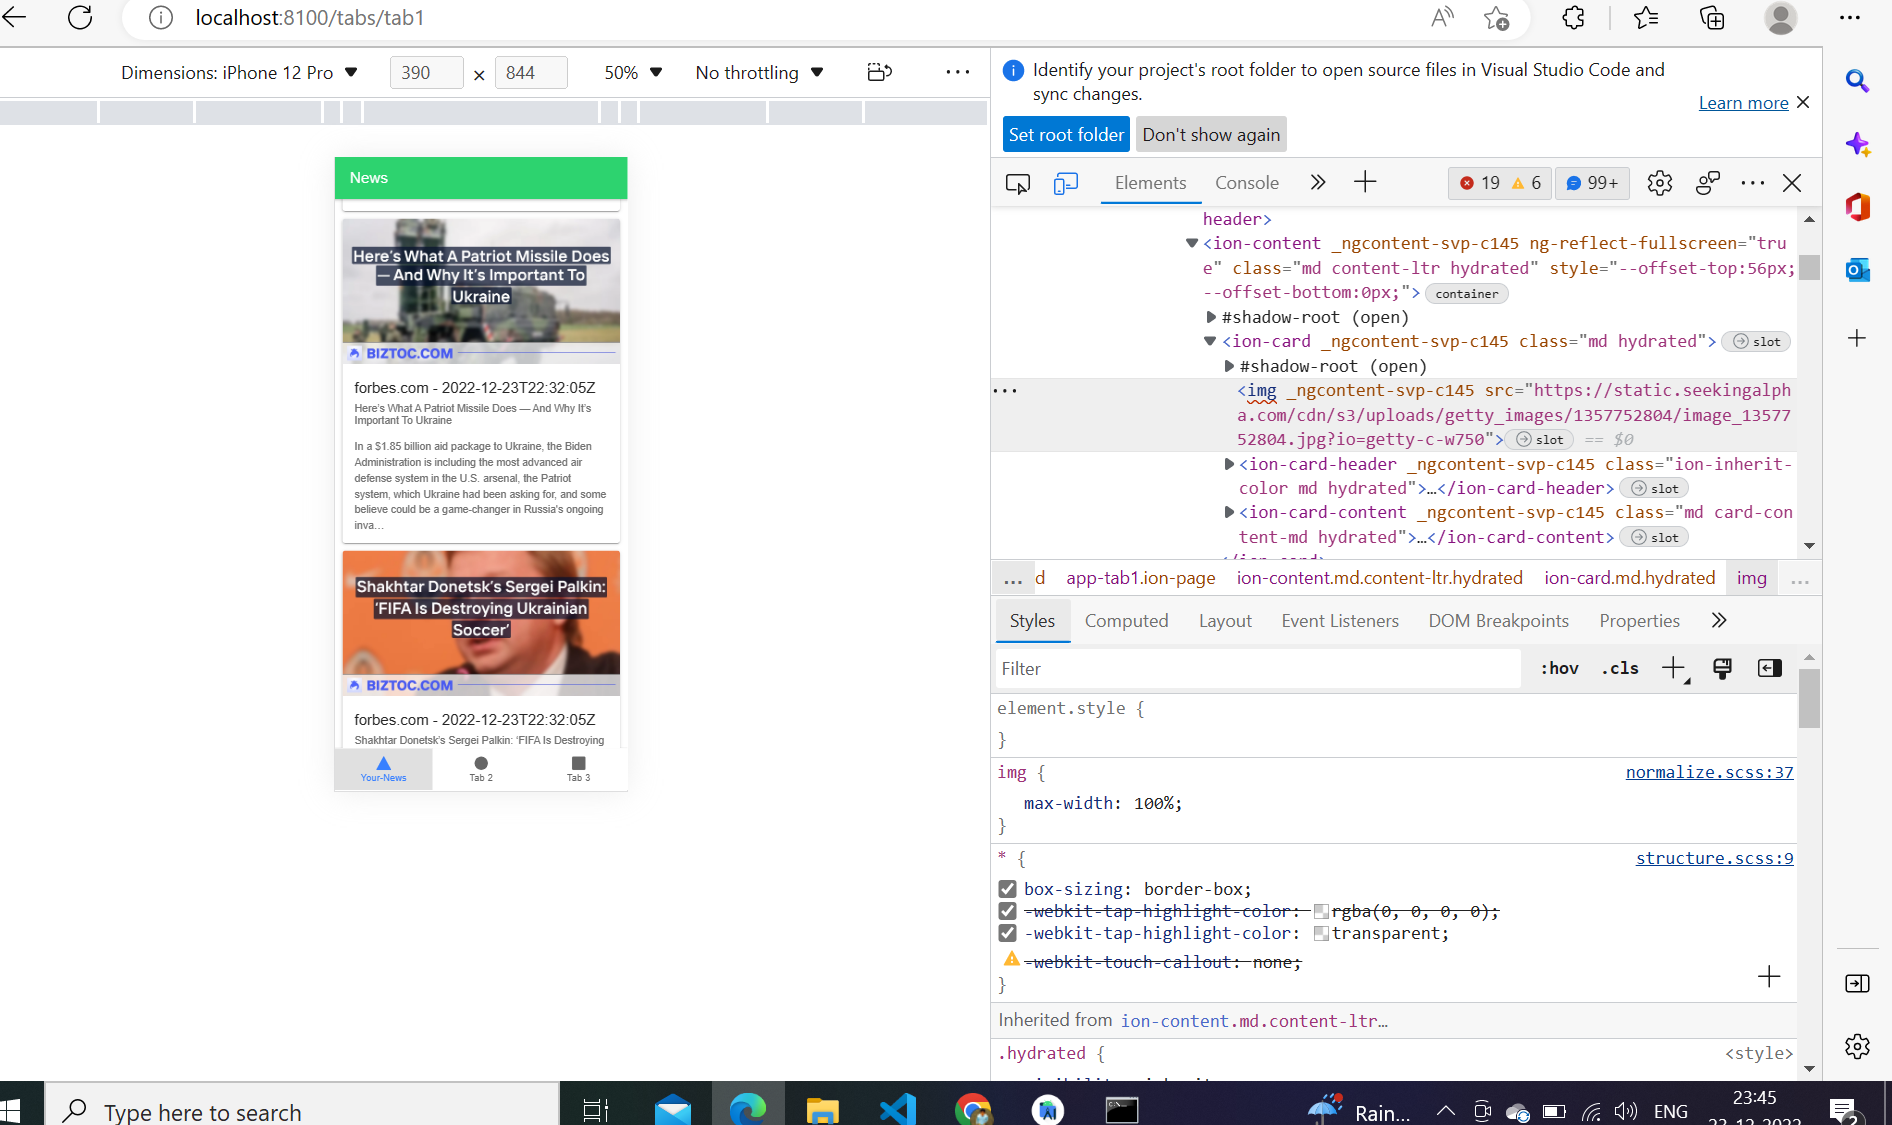 localhost:8100/tabs/tab1
Dimensions: iPhone 12 Pro ▼ 390 × 844 50% ▼ No throttling ▼
Identify your project's root folder to open source files in Visual Studio Code and
sync changes.
Learn more
Set root folder Don't show again
Elements Console 19 6 99+
News
Here's What A Patriot Missile Does
— And Why It's Important To
Ukraine
BIZTOC.COM
forbes.com - 2022-12-23T22:32:05Z
Here's What A Patriot Missile Does — And Why It's
Important To Ukraine
In a $1.85 billion aid package to Ukraine, the Biden
Administration is including the most advanced air
defense system in the U.S. arsenal, the Patriot
system, which Ukraine had been asking for, and some
believe could be a game-changer in Russia's ongoing
inva…
Shakhtar Donetsk's Sergei Palkin:
'FIFA Is Destroying Ukrainian
Soccer'
BIZTOC.COM
forbes.com - 2022-12-23T22:32:05Z
Shakhtar Donetsk's Sergei Palkin: 'FIFA Is Destroying
Your-News Tab 2 Tab 3
header>
<ion-content _ngcontent-svp-c145 ng-reflect-fullscreen="tru
e" class="md content-ltr hydrated" style="--offset-top:56px;
--offset-bottom:0px;"> container
#shadow-root (open)
<ion-card _ngcontent-svp-c145 class="md hydrated"> slot
#shadow-root (open)
<img _ngcontent-svp-c145 src="https://static.seekingalph
a.com/cdn/s3/uploads/getty_images/1357752804/image_13577
52804.jpg?io=getty-c-w750"> slot == $0
<ion-card-header _ngcontent-svp-c145 class="ion-inherit-
color md hydrated">…</ion-card-header> slot
<ion-card-content _ngcontent-svp-c145 class="md card-con
tent-md hydrated">…</ion-card-content> slot
</ion-card>
... d app-tab1.ion-page ion-content.md.content-ltr.hydrated ion-card.md.hydrated img ...
Styles Computed Layout Event Listeners DOM Breakpoints Properties
Filter :hov .cls
element.style {
}
img { normalize.scss:37
max-width: 100%;
}
* { structure.scss:9
box-sizing: border-box;
-webkit-tap-highlight-color: rgba(0, 0, 0, 0);
-webkit-tap-highlight-color: transparent;
-webkit-touch-callout: none;
}
Inherited from ion-content.md.content-ltr…
.hydrated { <style>
Type here to search
Rain... ENG 23:45
2